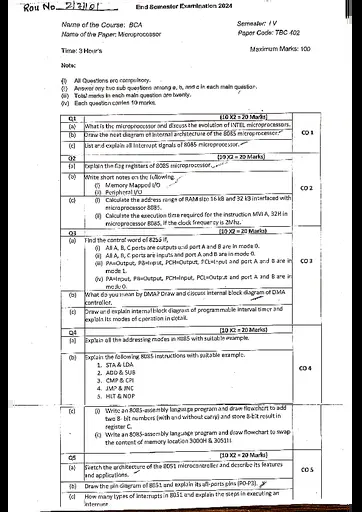 Roll No
End Semester Examination 2024
Name of the Course: BCA
Semester: IV
Name of the Paper: Microprocessor
Paper Code: TBC 402
Time: 3 Hour's
Maximum Marks: 100
Note:
(i) All Questions are compulsory.
(ii) Answer any two sub questions among a, b, and c in each main question.
(iii) Total marks in each main question are twenty.
(iv) Each question carries 10 marks.
Q1 (10 X2 = 20 Marks)
(a) What is the microprocessor and discuss the evolution of INTEL microprocessors.
(b) Draw the neat diagram of internal architecture of the 8085 microprocessor.
CO 1
(c) List and explain all interrupt signals of 8085 microprocessor.
Q2 (10 X2 = 20 Marks)
(a) Explain the flag registers of 8085 microprocessor.
(b) Write short notes on the following
(i) Memory Mapped I/O
(ii) Peripheral I/O
CO 2
(c) (i) Calculate the address range of RAM size 16 kB and 32 kB interfaced with
microprocessor 8085.
(ii) Calculate the execution time required for the instruction MVI A, 32H in
microprocessor 8085, if the clock frequency is 2MHz.
Q3 (10 X2 = 20 Marks)
(a) Find the control word of 8255 if,
(i) All A, B, C ports are outputs and port A and B are in mode 0.
(ii) All A, B, C ports are inputs and port A and B are in mode 0.
(iii) PA=Output, PB=Input, PCH=Output, PCL=Input and port A and B are in
mode 1.
CO 3
(iv) PA=Input, PB=Output, PCH=Input, PCL=Output and port A and B are in
mode 0.
(b) What do you mean by DMA? Draw and discuss internal block diagram of DMA
controller.
(c) Draw and explain internal block diagram of programmable interval timer and
explain its modes of operation in detail.
Q4 (10 X2 = 20 Marks)
(a) Explain all the addressing modes in 8085 with suitable example.
(b) Explain the following 8085 instructions with suitable example.
1. STA & LDA
CO 4
2. ADD & SUB
3. CMP & CPI
4. JMP & JNC
5. HLT & NOP
(c) (i) Write an 8085-assembly language program and draw flowchart to add
two 8- bit numbers (with and without carry) and store 8-bit result in
register C.
(ii) Write an 8085-assembly language program and draw flowchart to swap
the content of memory location 3000H &
Q5 (10 X2 = 20 Marks)
(a) Sketch the architecture of the 8051 microcontroller and describe its features
and applications.
CO 5
(b) Draw the pin diagram of 8051 and explain its all-ports pins (P0-P3).
(c) How many types of interrupts in 8051 and explain the steps in executing an
interrupt